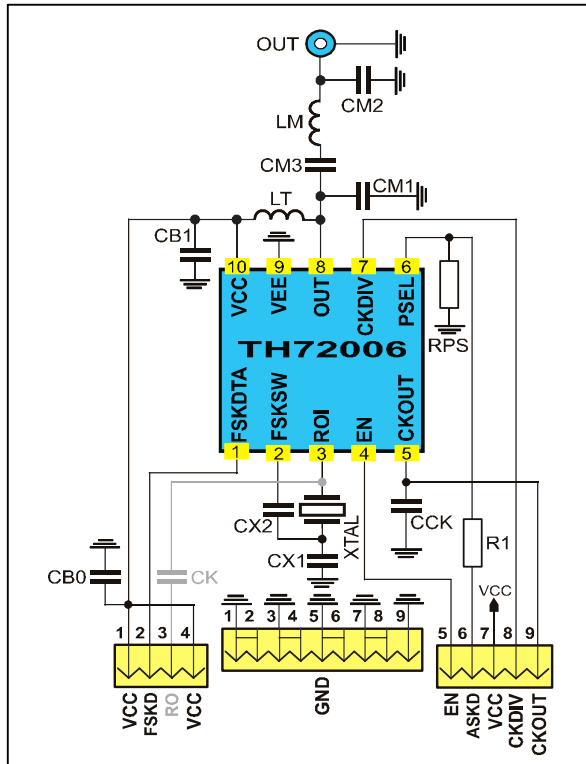 OUT
CM2
LM
CM3
CM1
LT
CB1
10 9 8 7 6
VCC VEE OUT CKDIV PSEL
RPS
TH72006
FSKDTA FSKSW ROI EN CKOUT
1 2 3 4 5
CX2
XTAL
CCK
R1
CX1
CB0
CK
VCC
1 2 3 4
1 2 3 4 5 6 7 8 9
5 6 7 8 9
VCC FSKD RO VCC
GND
EN ASKD VCC CKDIV CKOUT